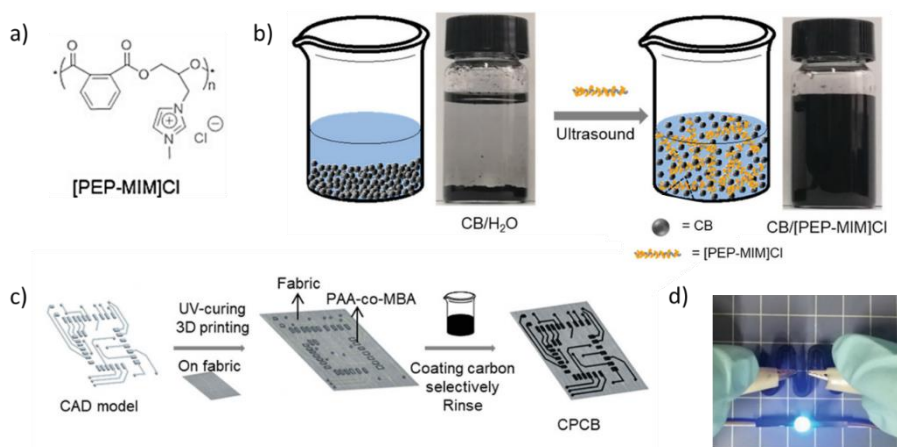 a)
O
O
O
O
n
N
+
N
Cl ⊖
[PEP-MIM]Cl
b)
Ultrasound
CB/H₂O
CB/[PEP-MIM]Cl
= CB
= [PEP-MIM]Cl
c)
CAD model
UV-curing
3D printing
On fabric
Fabric
PAA-co-MBA
Coating carbon
selectively
Rinse
CPCB
d)